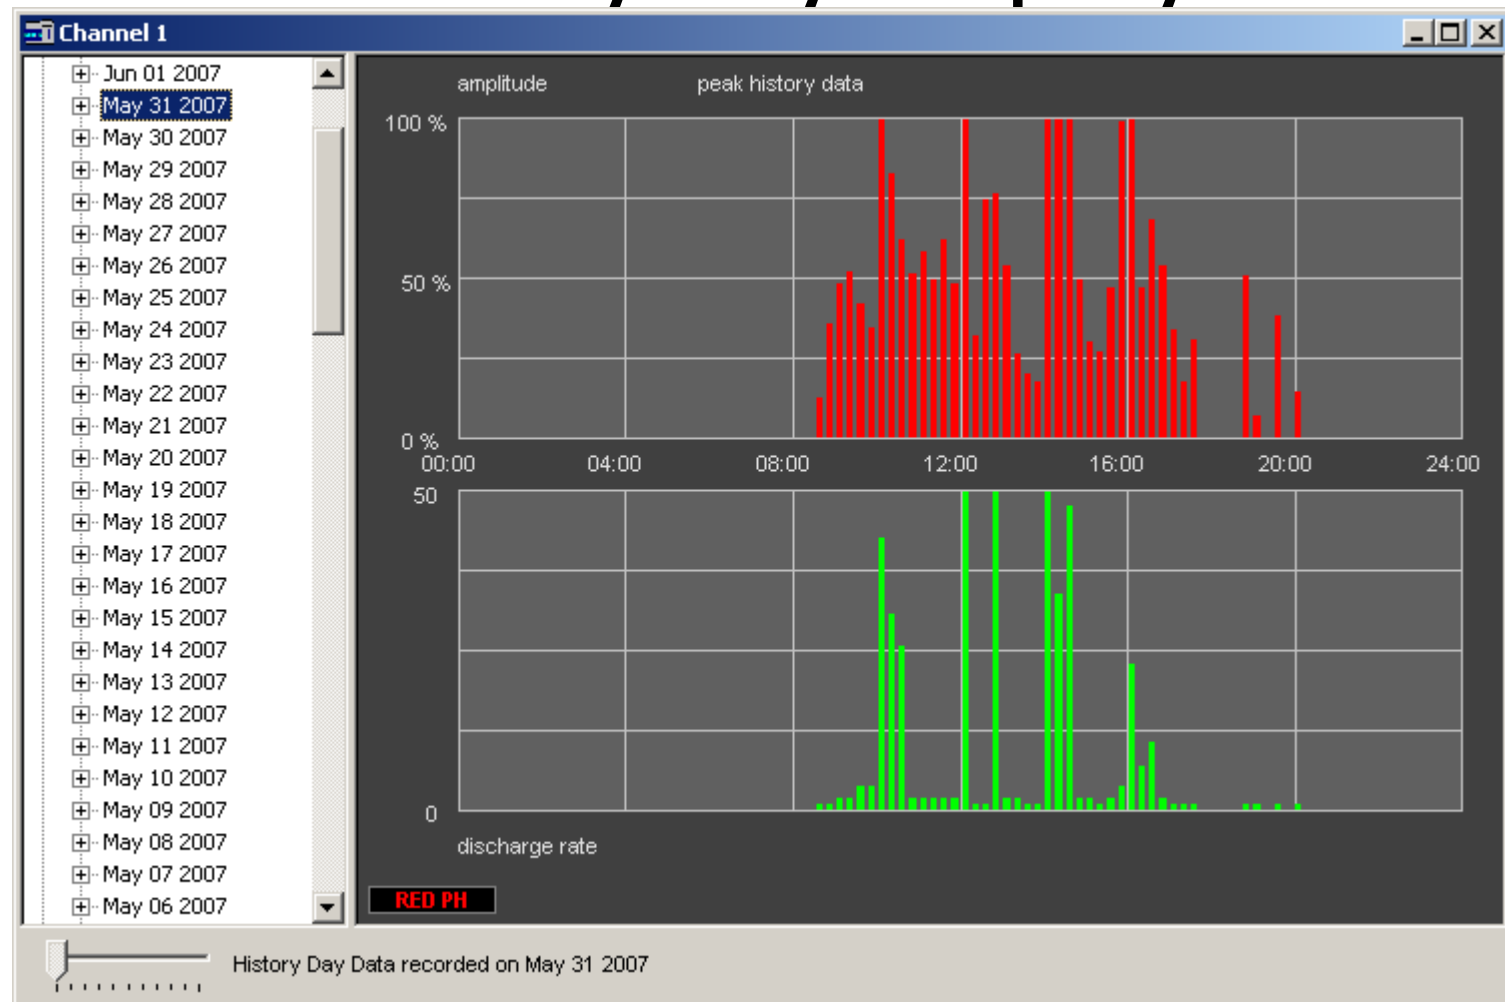 Channel 1
Jun 01 2007
May 31 2007
May 30 2007
May 29 2007
May 28 2007
May 27 2007
May 26 2007
May 25 2007
May 24 2007
May 23 2007
May 22 2007
May 21 2007
May 20 2007
May 19 2007
May 18 2007
May 17 2007
May 16 2007
May 15 2007
May 14 2007
May 13 2007
May 12 2007
May 11 2007
May 10 2007
May 09 2007
May 08 2007
May 07 2007
May 06 2007
amplitude peak history data
100 %
50 %
0 %
00:00 04:00 08:00 12:00 16:00 20:00 24:00
50
0
discharge rate
RED PH
History Day Data recorded on May 31 2007